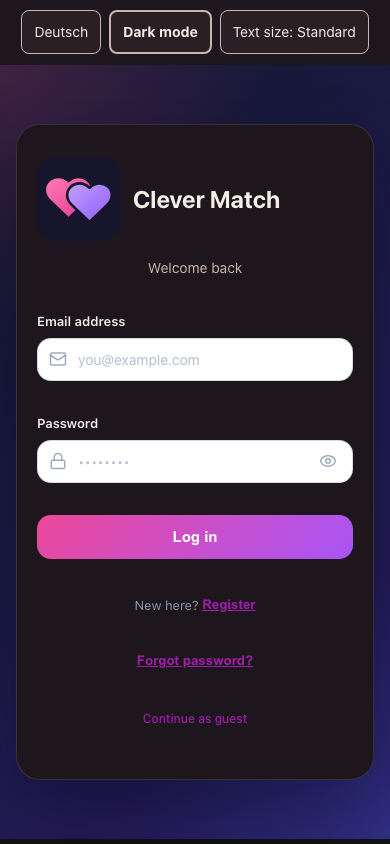 Deutsch Dark mode Text size: Standard
Clever Match
Welcome back
Email address
you@example.com
Password
••••••••
Log in
New here? Register
Forgot password?
Continue as guest